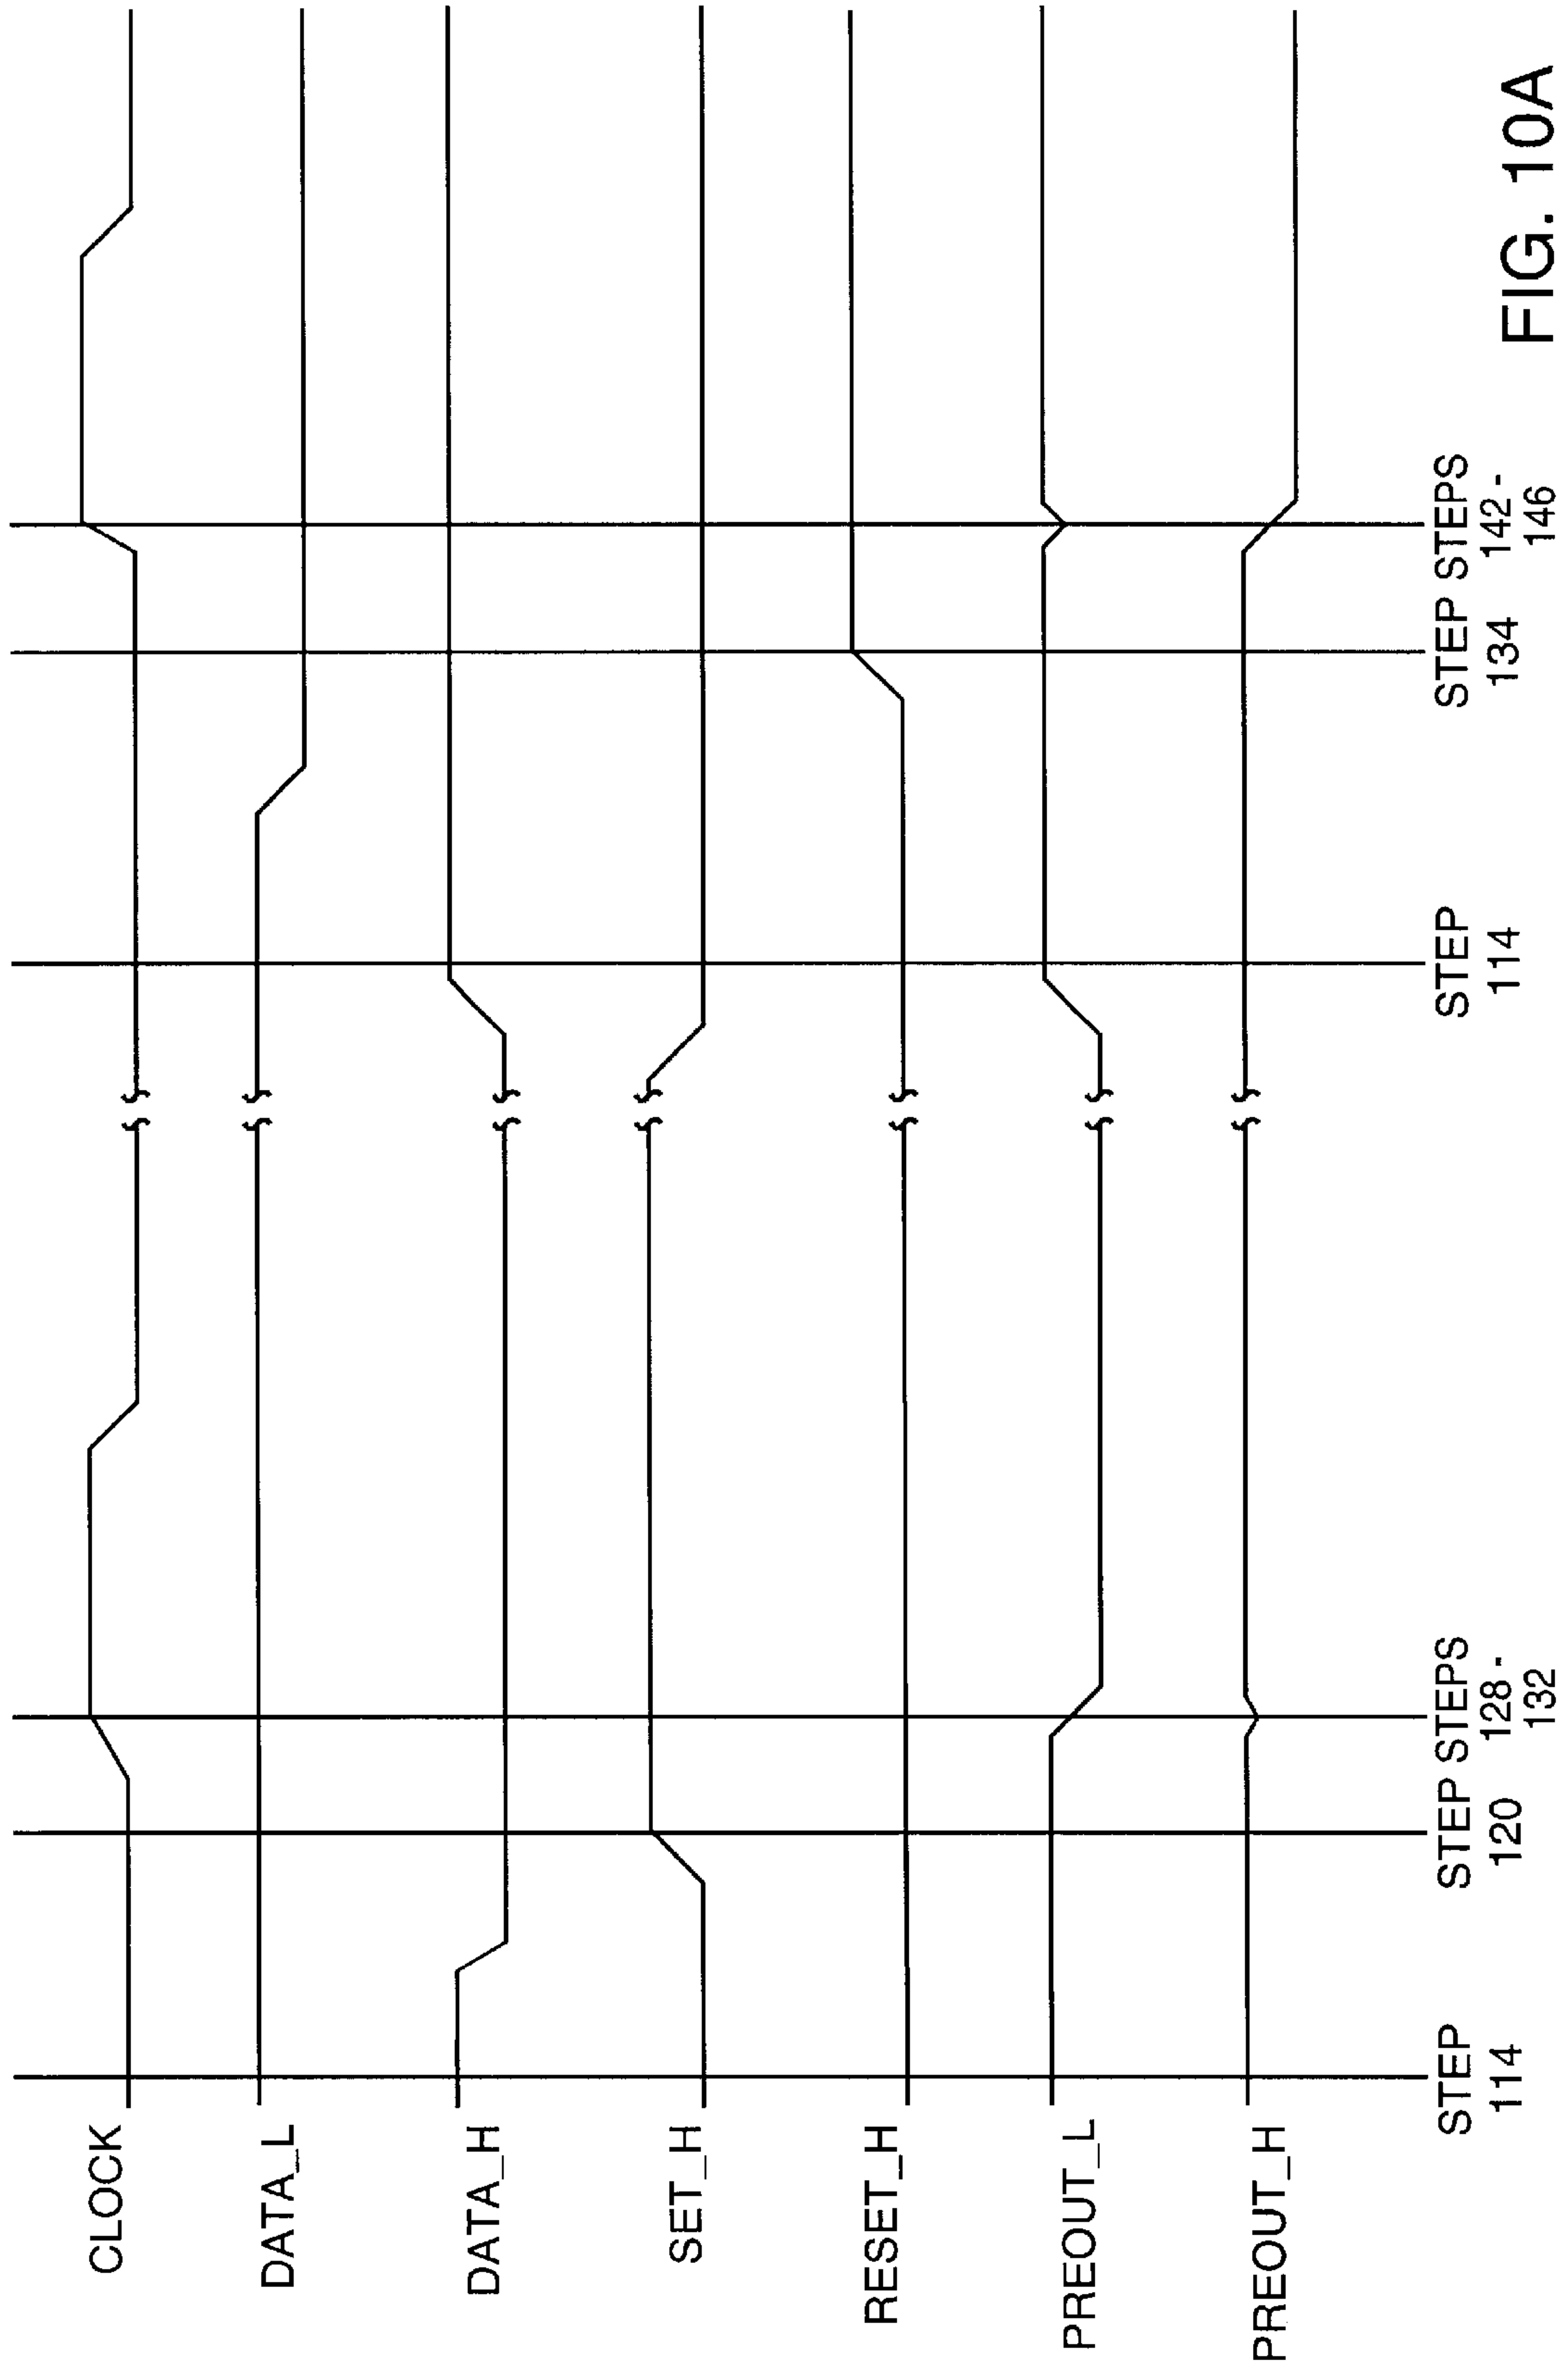 CLOCK
DATA_L
DATA_H
SET_H
RESET_H
PREOUT_L
PREOUT_H
STEP
114
STEP
120
STEPS
128 -
132
STEP
114
STEP
134
STEPS
142 -
146
FIG. 10A